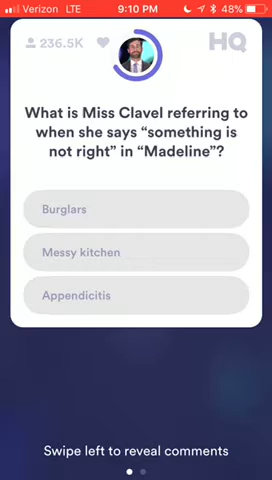 Verizon LTE 9:10 PM 48%
236.5K HQ
What is Miss Clavel referring to
when she says “something is
not right” in “Madeline”?
Burglars
Messy kitchen
Appendicitis
Swipe left to reveal comments